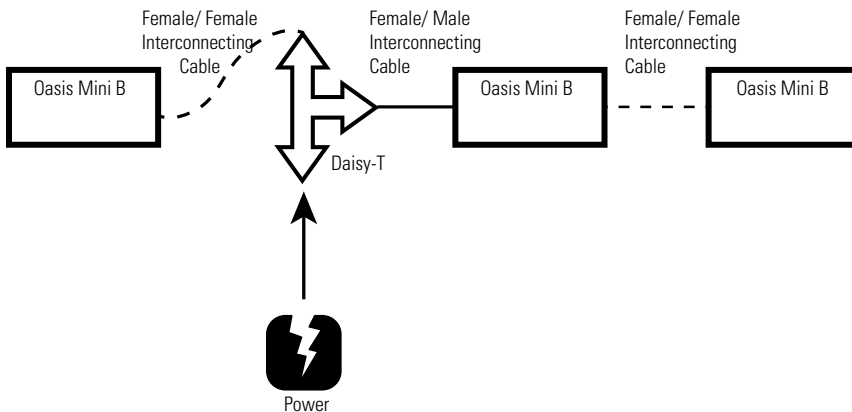 Female/ Female
Interconnecting
Cable
Female/ Male
Interconnecting
Cable
Female/ Female
Interconnecting
Cable
Oasis Mini B
Oasis Mini B
Oasis Mini B
Daisy-T
Power